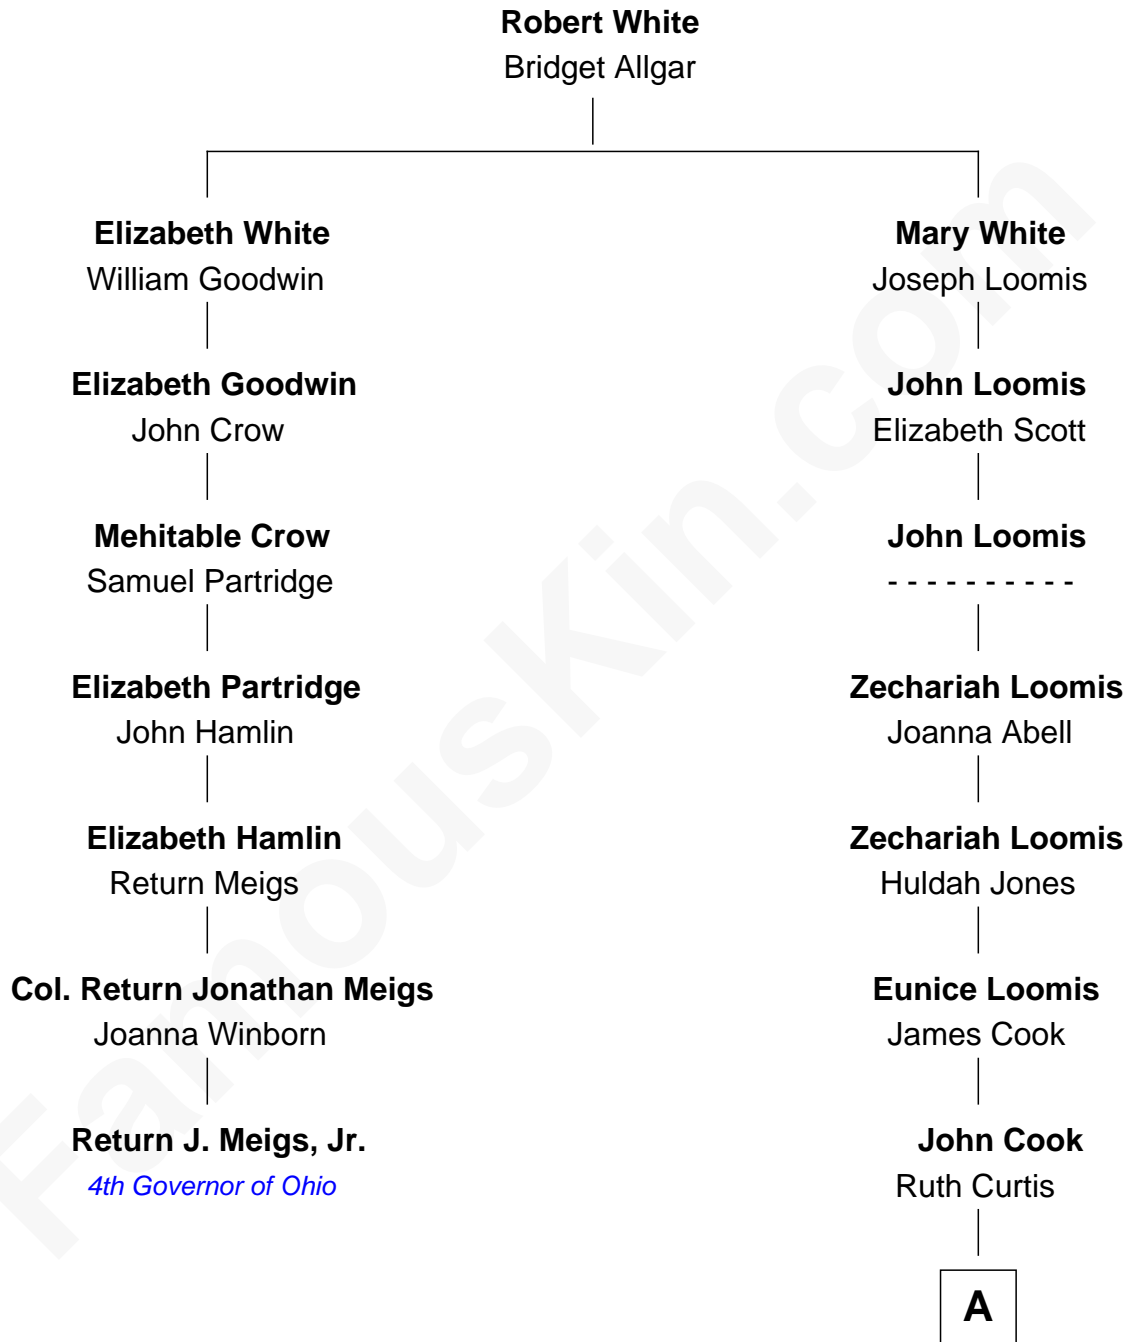 Robert White
Bridget Allgar
Elizabeth White
William Goodwin
Mary White
Joseph Loomis
Elizabeth Goodwin
John Crow
John Loomis
Elizabeth Scott
Mehitable Crow
Samuel Partridge
John Loomis
- - - - - - - - - -
Elizabeth Partridge
John Hamlin
Zechariah Loomis
Joanna Abell
Elizabeth Hamlin
Return Meigs
Zechariah Loomis
Huldah Jones
Col. Return Jonathan Meigs
Joanna Winborn
Eunice Loomis
James Cook
Return J. Meigs, Jr.
4th Governor of Ohio
John Cook
Ruth Curtis
A
FamousKin.com